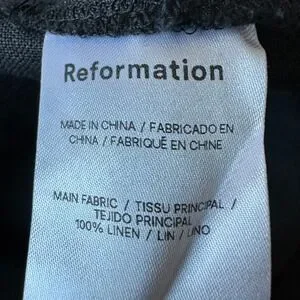 Reformation
MADE IN CHINA / FABRICADO EN
CHINA / FABRIQUÉ EN CHINE
MAIN FABRIC / TISSU PRINCIPAL /
TEJIDO PRINCIPAL
100% LINEN / LIN / LINO